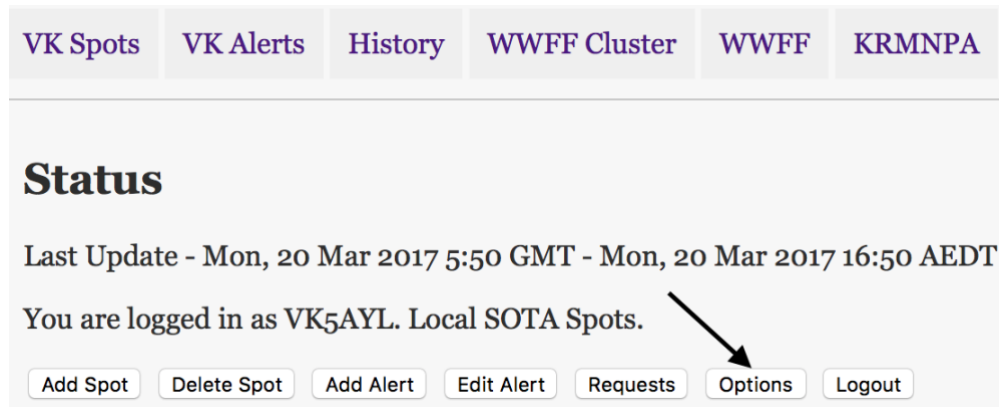 VK Spots VK Alerts History WWFF Cluster WWFF KRMNPA
Status
Last Update - Mon, 20 Mar 2017 5:50 GMT - Mon, 20 Mar 2017 16:50 AEDT
You are logged in as VK5AYL. Local SOTA Spots.
Add Spot Delete Spot Add Alert Edit Alert Requests Options Logout